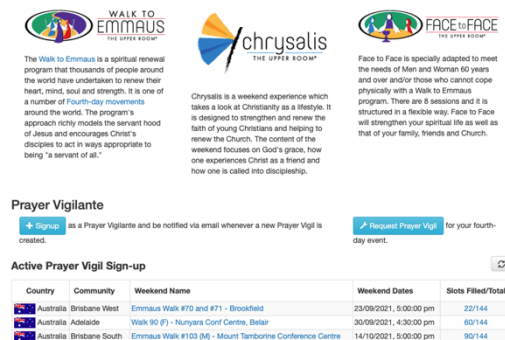 WALK TO
EMMAUS
THE UPPER ROOM®
The Walk to Emmaus is a spiritual renewal
program that thousands of people around
the world have undertaken to renew their
heart, mind, soul and strength. It is one of
a number of Fourth-day movements
around the world. The program's
approach richly models the servant hood
of Jesus and encourages Christ's
disciples to act in ways appropriate to
being "a servant of all."
chrysalis
THE UPPER ROOM®
Chrysalis is a weekend experience which
takes a look at Christianity as a lifestyle. It
is designed to strengthen and renew the
faith of young Christians and helping to
renew the Church. The content of the
weekend focuses on God's grace, how
one experiences Christ as a friend and
how one is called into discipleship.
FACE to FACE
THE UPPER ROOM®
Face to Face is specially adapted to meet
the needs of Men and Woman 60 years
and over and/or those who cannot cope
physically with a Walk to Emmaus
program. There are 8 sessions and it is
structured in a flexible way. Face to Face
will strengthen your spiritual life as well as
that of your family, friends and Church.
Prayer Vigilante
+ Signup as a Prayer Vigilante and be notified via email whenever a new Prayer Vigil is
created.
Request Prayer Vigil for your fourth-
day event.
Active Prayer Vigil Sign-up
Country Community Weekend Name Weekend Dates Slots Filled/Total
Australia Brisbane West Emmaus Walk #70 and #71 - Brookfield 23/09/2021, 5:00:00 pm 22/144
Australia Adelaide Walk 90 (F) - Nunyara Conf Centre, Belair 30/09/2021, 4:30:00 pm 60/144
Australia Brisbane South Emmaus Walk #103 (M) - Mount Tamborine Conference Centre 14/10/2021, 5:00:00 pm 90/144